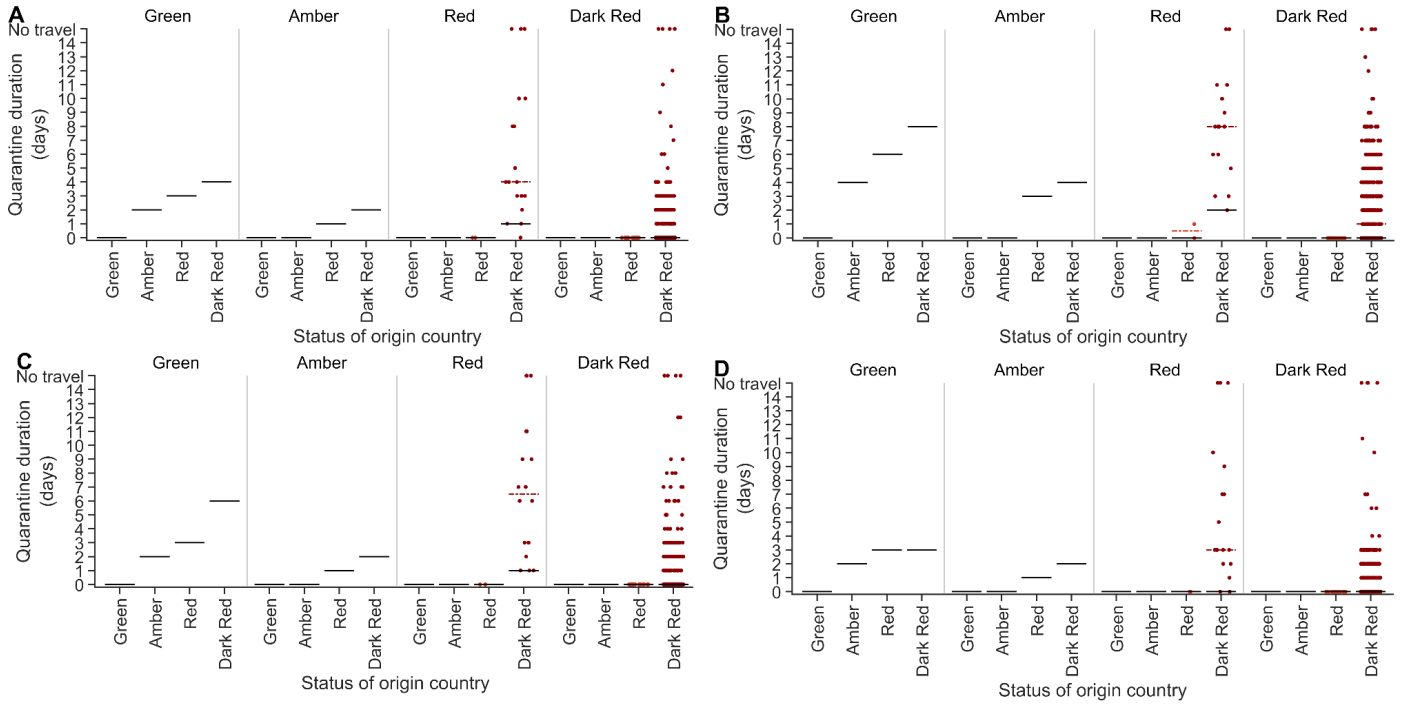 A
Green Amber Red Dark Red
No travel
14
13
12
11
10
9
8
7
6
5
4
3
2
1
0
Quarantine duration
(days)
Green Amber Red Dark Red Green Amber Red Dark Red Green Amber Red Dark Red Green Amber Red Dark Red
Status of origin country
B
Green Amber Red Dark Red
No travel
14
13
12
11
10
9
8
7
6
5
4
3
2
1
0
Quarantine duration
(days)
Green Amber Red Dark Red Green Amber Red Dark Red Green Amber Red Dark Red Green Amber Red Dark Red
Status of origin country
C
Green Amber Red Dark Red
No travel
14
13
12
11
10
9
8
7
6
5
4
3
2
1
0
Quarantine duration
(days)
Green Amber Red Dark Red Green Amber Red Dark Red Green Amber Red Dark Red Green Amber Red Dark Red
Status of origin country
D
Green Amber Red Dark Red
No travel
14
13
12
11
10
9
8
7
6
5
4
3
2
1
0
Quarantine duration
(days)
Green Amber Red Dark Red Green Amber Red Dark Red Green Amber Red Dark Red Green Amber Red Dark Red
Status of origin country